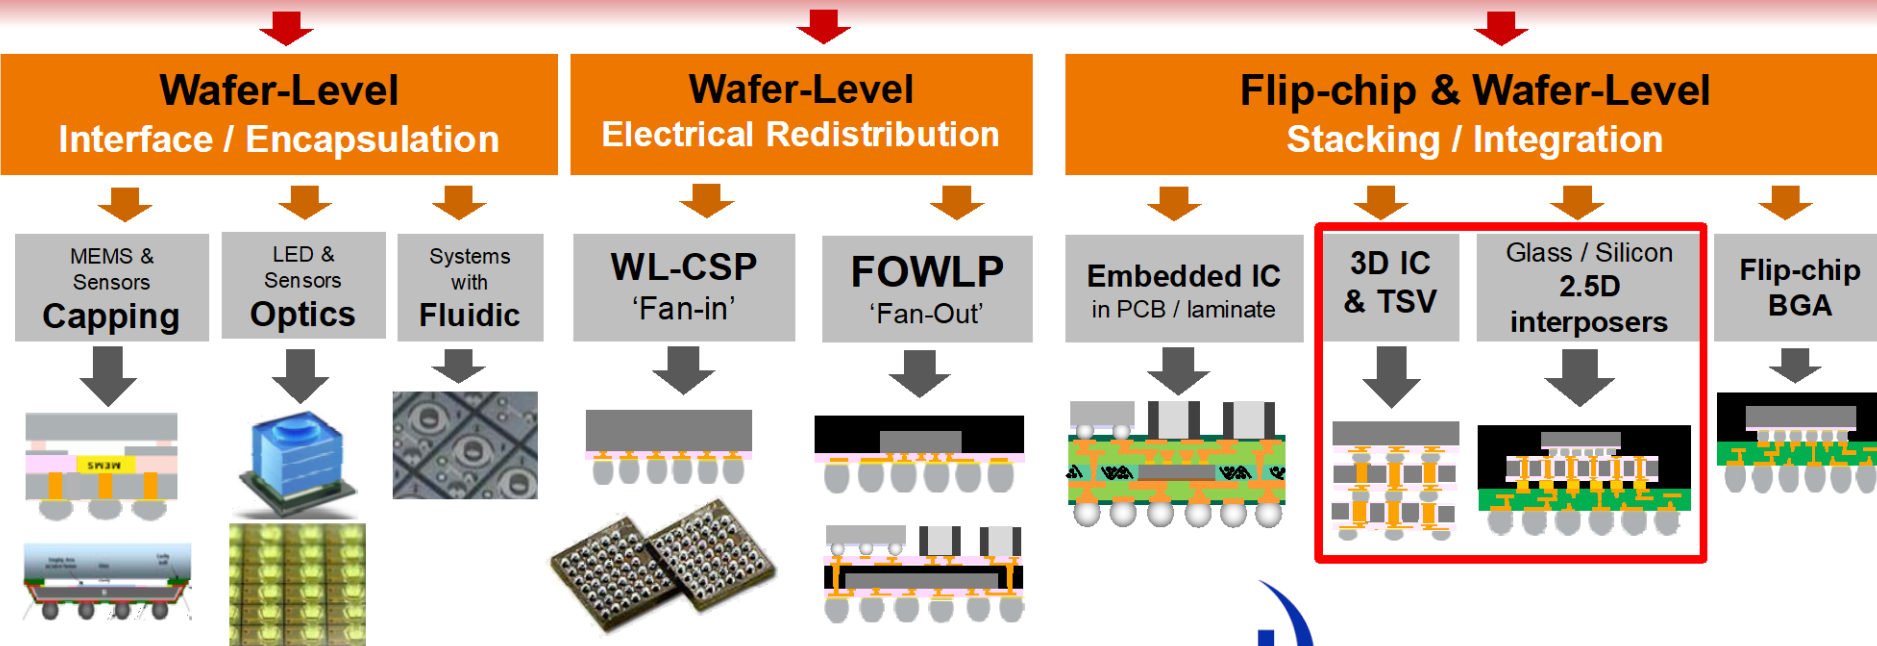 Wafer-Level
Interface / Encapsulation
Wafer-Level
Electrical Redistribution
Flip-chip & Wafer-Level
Stacking / Integration
MEMS &
Sensors
Capping
LED &
Sensors
Optics
Systems
with
Fluidic
WL-CSP
‘Fan-in’
FOWLP
‘Fan-Out’
Embedded IC
in PCB / laminate
3D IC
& TSV
Glass / Silicon
2.5D
interposers
Flip-chip
BGA
MEMS